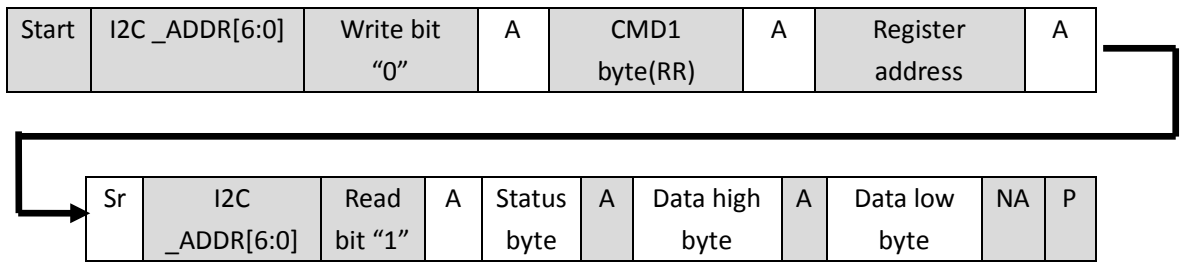 Start I2C _ADDR[6:0] Write bit A CMD1 A Register A
“0” byte(RR) address
Sr I2C Read A Status A Data high A Data low NA P
_ADDR[6:0] bit “1” byte byte byte